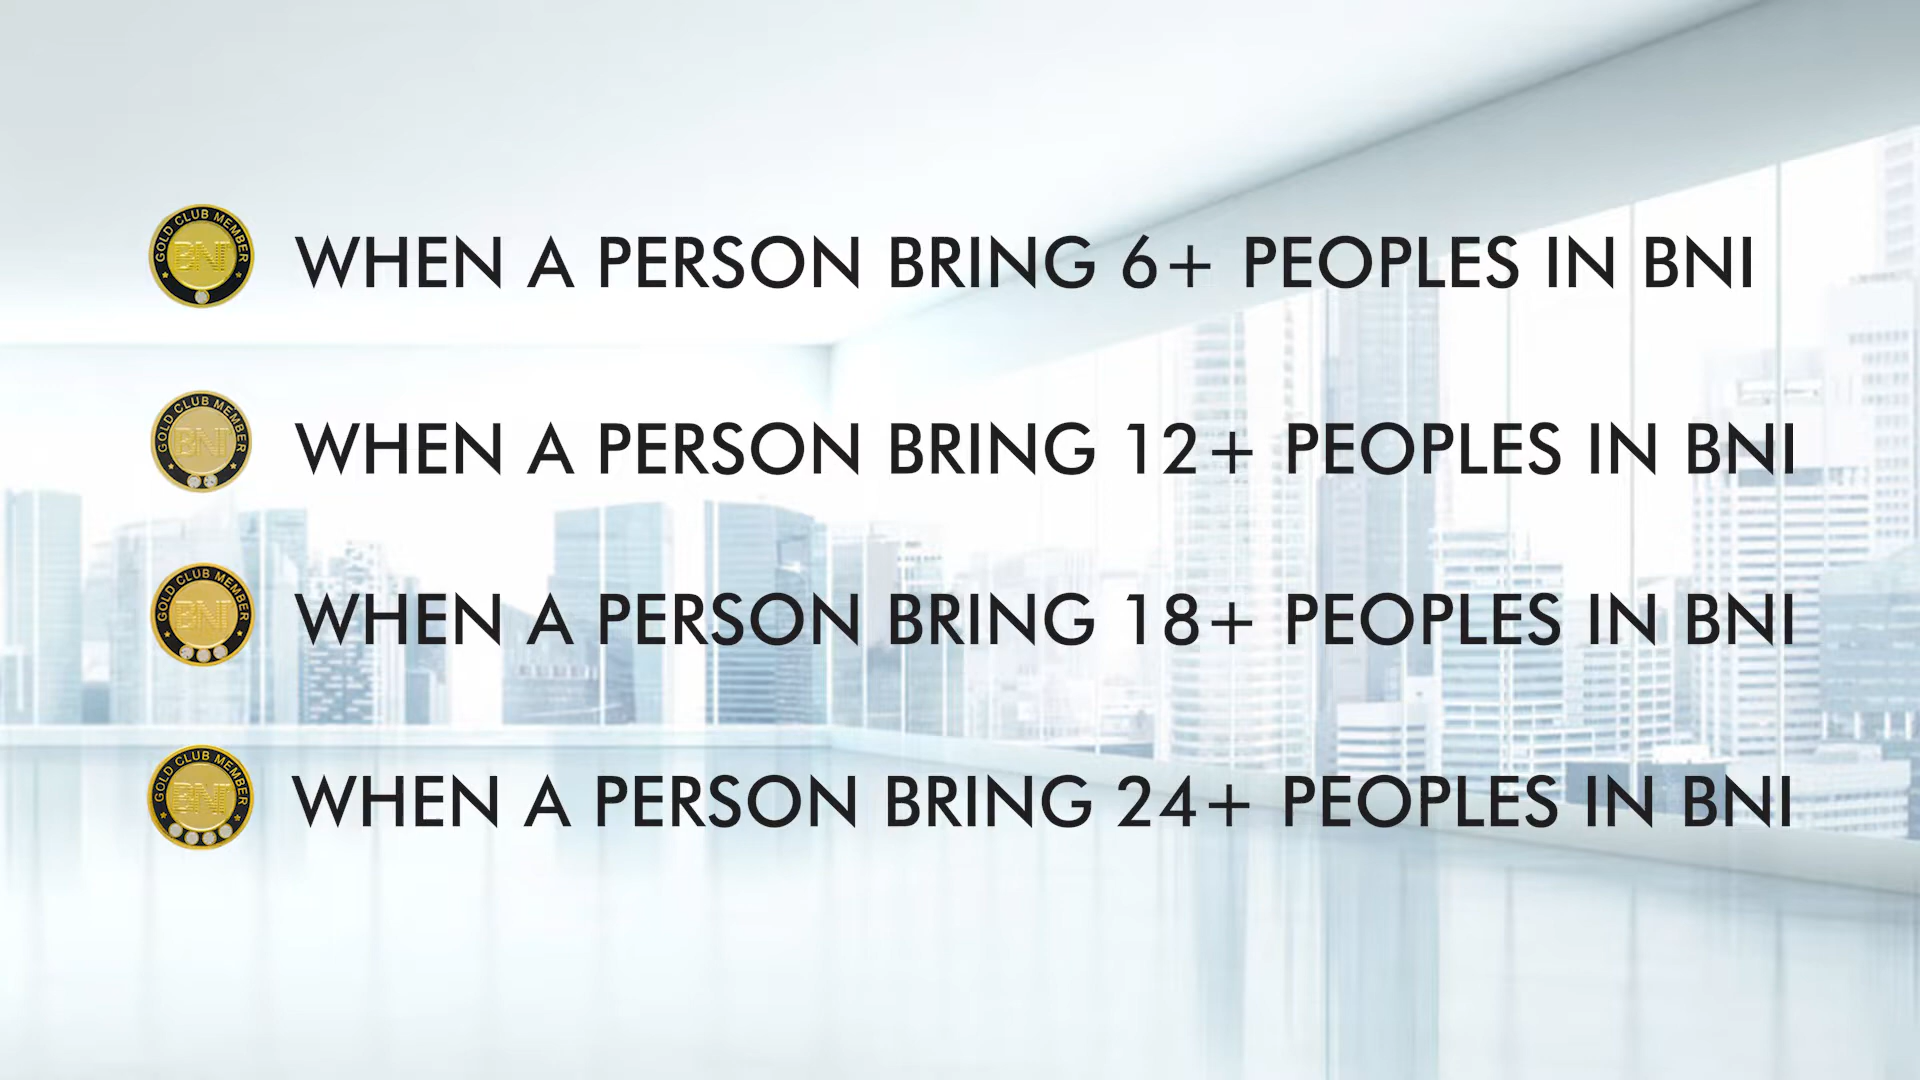 GOLD CLUB MEMBER
BNI
WHEN A PERSON BRING 6+ PEOPLES IN BNI
GOLD CLUB MEMBER
BNI
WHEN A PERSON BRING 12+ PEOPLES IN BNI
GOLD CLUB MEMBER
BNI
WHEN A PERSON BRING 18+ PEOPLES IN BNI
GOLD CLUB MEMBER
BNI
WHEN A PERSON BRING 24+ PEOPLES IN BNI